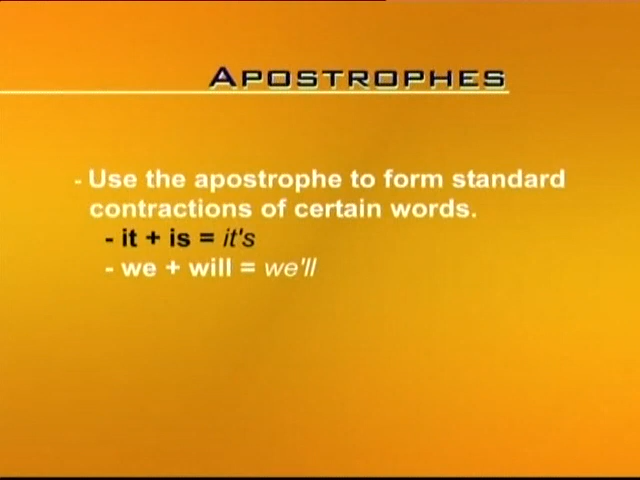 APOSTROPHES
- Use the apostrophe to form standard
contractions of certain words.
- it + is = it's
- we + will = we'll